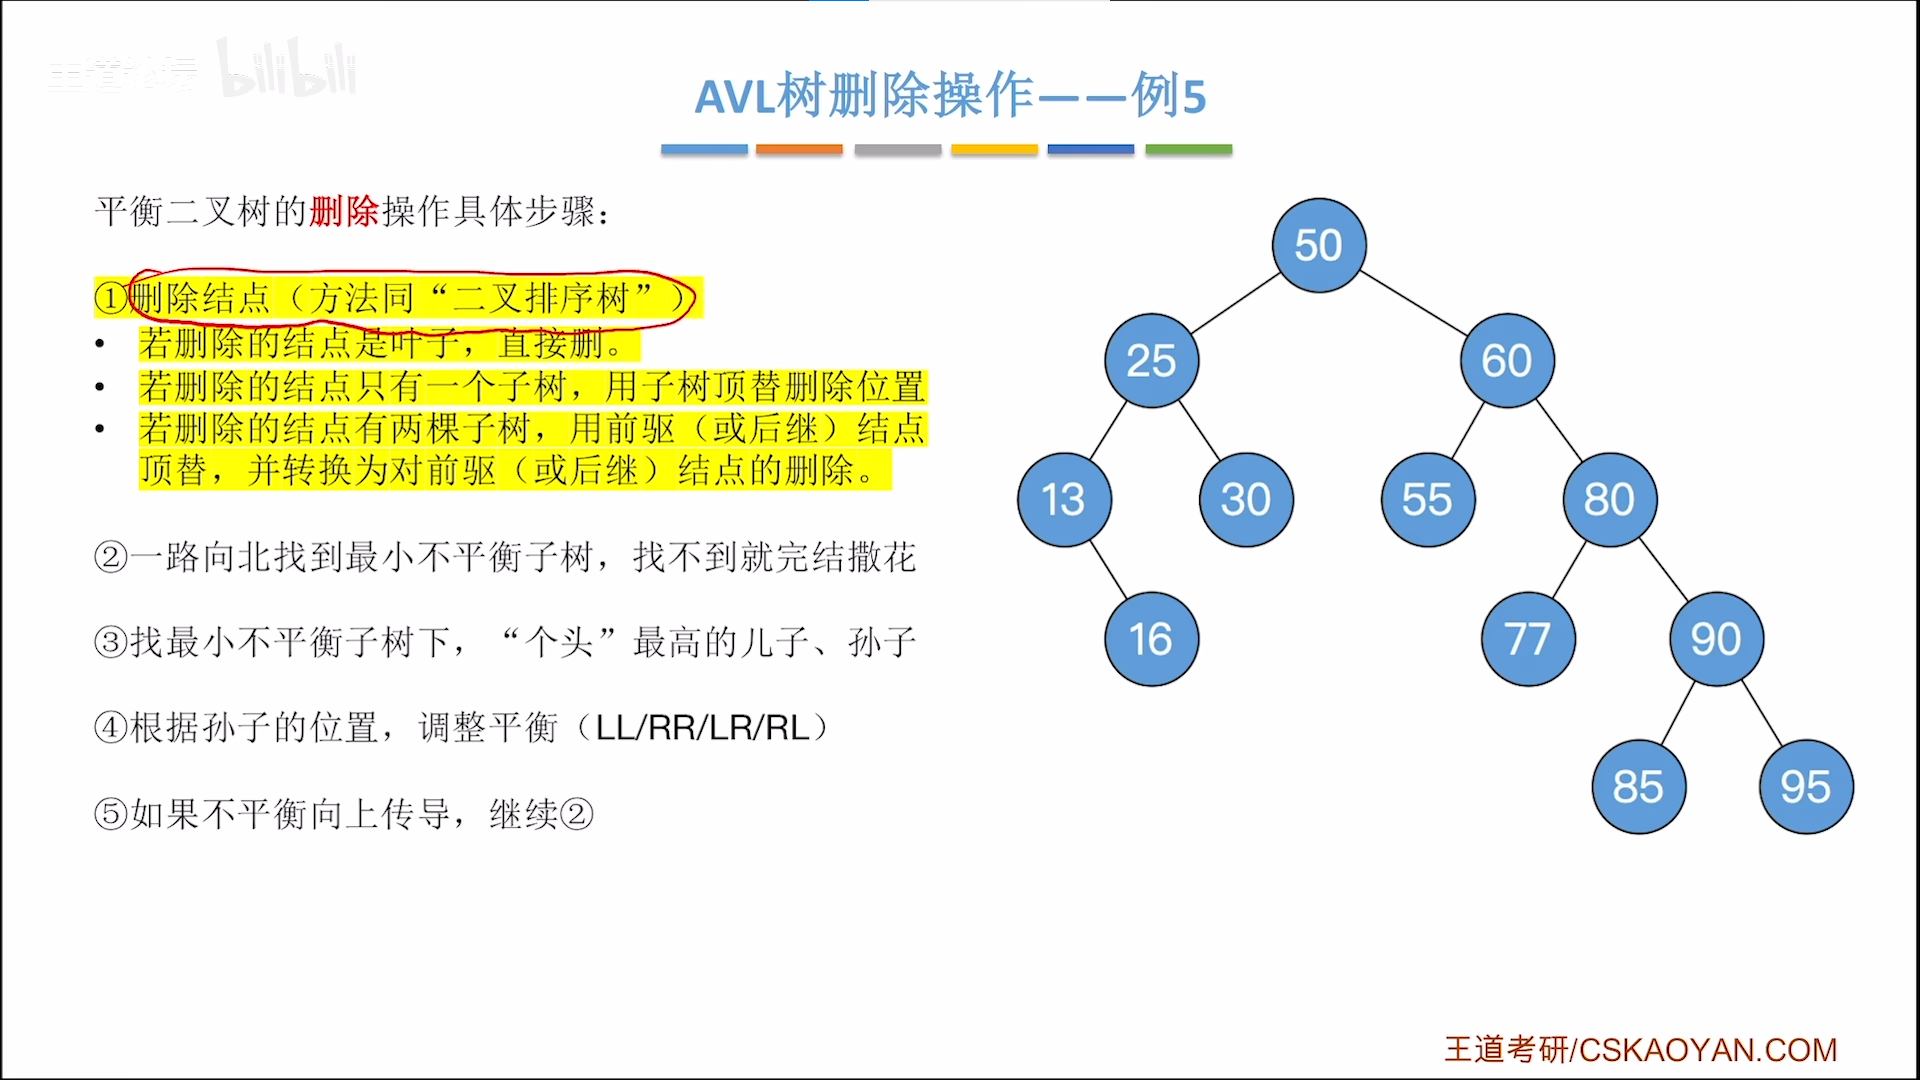 王道论坛 bilibili
AVL树删除操作——例5
平衡二叉树的删除操作具体步骤：
①删除结点（方法同“二叉排序树”）
• 若删除的结点是叶子，直接删。
• 若删除的结点只有一个子树，用子树顶替删除位置
• 若删除的结点有两棵子树，用前驱（或后继）结点
顶替，并转换为对前驱（或后继）结点的删除。
②一路向北找到最小不平衡子树，找不到就完结撒花
③找最小不平衡子树下，“个头”最高的儿子、孙子
④根据孙子的位置，调整平衡（LL/RR/LR/RL）
⑤如果不平衡向上传导，继续②
50
25 60
13 30 55 80
16 77 90
85 95
王道考研/CSKAOYAN.COM